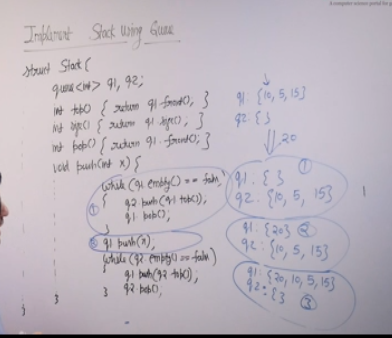 A computer science portal for g
Implement Stack Using Queue
struct Stack{
queue<int> q1, q2;
int top() { return q1.front(); }
int size() { return q1.size(); }
int pop() { return q1.front(); }
void push(int x) {
while (q1.empty() == false)
{ q2.push(q1.top());
q1.pop();
}
② q1.push(x);
while (q2.empty() == false)
q1.push(q2.top());
} q2.pop();
}
}
q1: {10, 5, 15}
q2: { }
20
①
q1: { }
q2: {10, 5, 15}
q1: {20} ②
q2: {10, 5, 15}
q1: {20, 10, 5, 15}
q2: { } ③